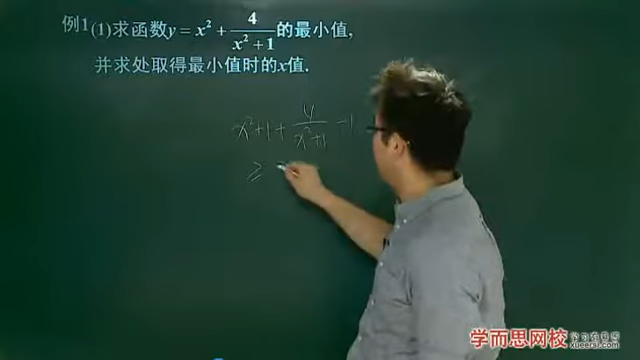 例1(1)求函数y = x² + 4/(x² + 1)的最小值,
并求处取得最小值时的x值.
x²+1 + 4/(x²+1) - 1
≥
学而思网校 xueersi.com